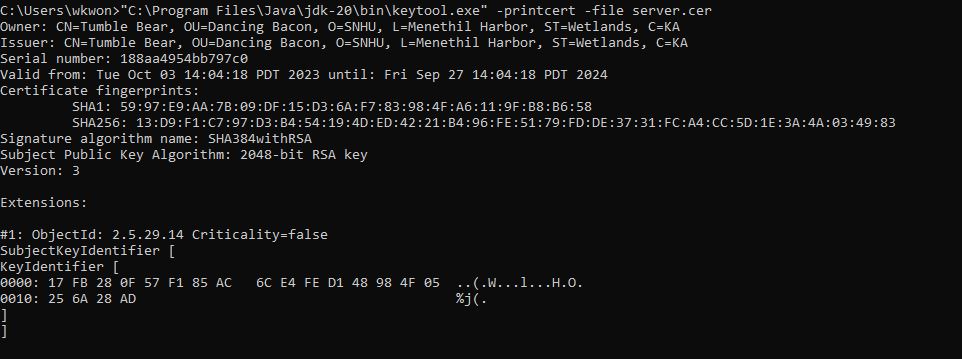 C:\Users\wkwon>"C:\Program Files\Java\jdk-20\bin\keytool.exe" -printcert -file server.cer
Owner: CN=Tumble Bear, OU=Dancing Bacon, O=SNHU, L=Menethil Harbor, ST=Wetlands, C=KA
Issuer: CN=Tumble Bear, OU=Dancing Bacon, O=SNHU, L=Menethil Harbor, ST=Wetlands, C=KA
Serial number: 188aa4954bb797c0
Valid from: Tue Oct 03 14:04:18 PDT 2023 until: Fri Sep 27 14:04:18 PDT 2024
Certificate fingerprints:
         SHA1: 59:97:E9:AA:7B:09:DF:15:D3:6A:F7:83:98:4F:A6:11:9F:B8:B6:58
         SHA256: 13:D9:F1:C7:97:D3:B4:54:19:4D:ED:42:21:B4:96:FE:51:79:FD:DE:37:31:FC:A4:CC:5D:1E:3A:4A:03:49:83
Signature algorithm name: SHA384withRSA
Subject Public Key Algorithm: 2048-bit RSA key
Version: 3
Extensions:
#1: ObjectId: 2.5.29.14 Criticality=false
SubjectKeyIdentifier [
KeyIdentifier [
0000: 17 FB 28 0F 57 F1 85 AC   6C E4 FE D1 48 98 4F 05  ..(.W...l...H.O.
0010: 25 6A 28 AD                                        %j(.
]
]